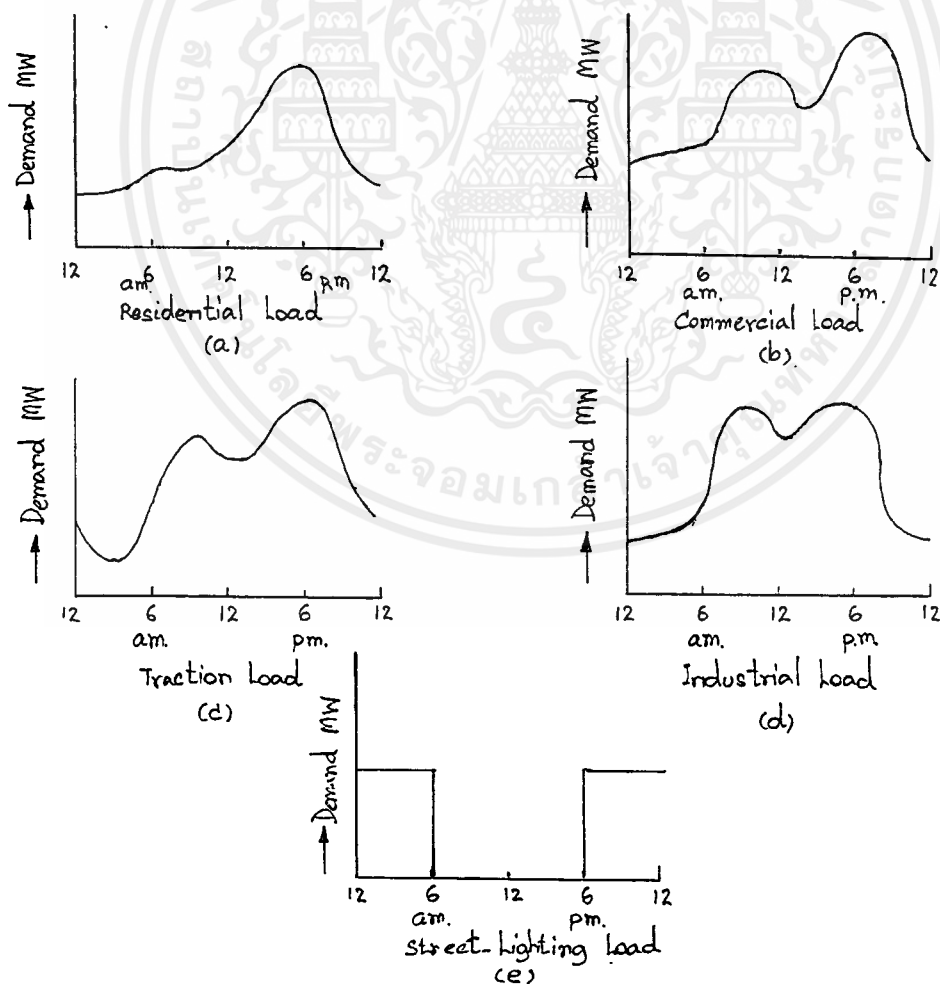 Demand MW
12 6 12 6 12
am. p.m
Residential Load
(a)
Demand MW
12 6 12 6 12
am. p.m.
Commercial Load
(b)
Demand MW
12 6 12 6 12
am. pm.
Traction Load
(c)
Demand MW
12 6 12 6 12
am. p.m
Industrial Load
(d)
Demand MW
12 6 12 6 12
am. pm.
Street-Lighting Load
(e)